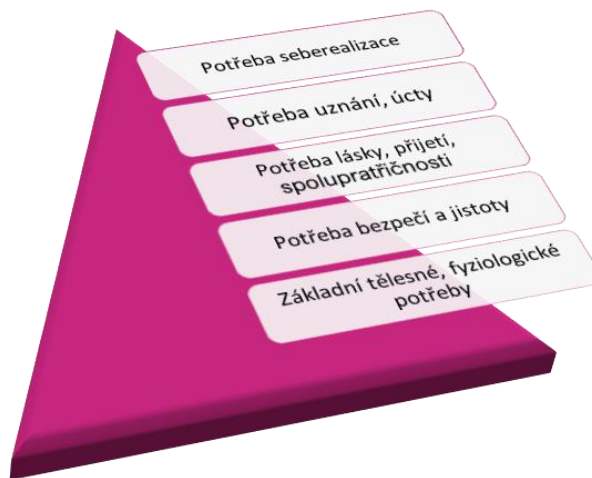 Potřeba seberealizace
Potřeba uznání, úcty
Potřeba lásky, přijetí,
spolupratřičnosti
Potřeba bezpečí a jistoty
Základní tělesné, fyziologické
potřeby